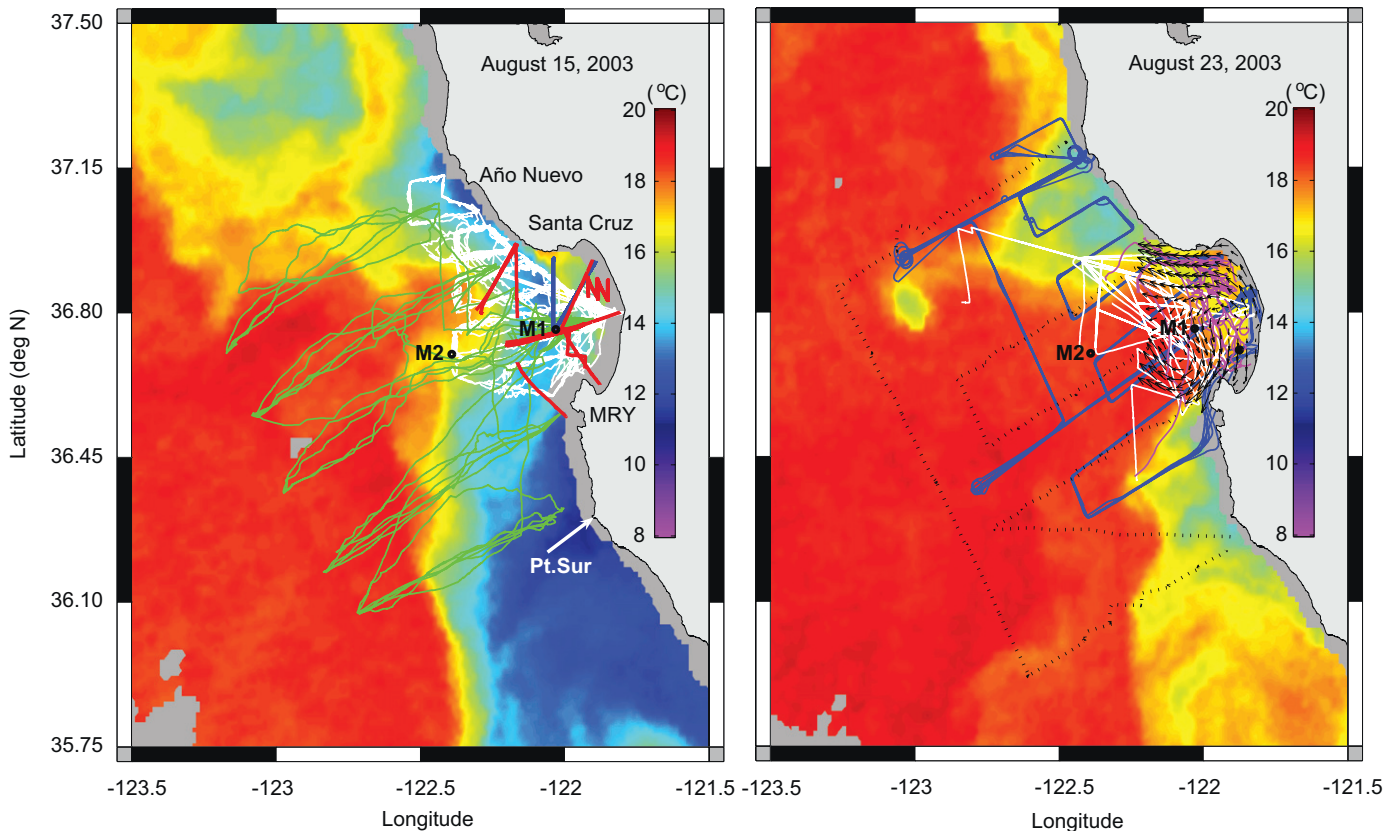 37.50
37.15
36.80
36.45
36.10
35.75
Latitude (deg N)
August 15, 2003
(°C)
20
18
16
14
12
10
8
Año Nuevo
Santa Cruz
M1
M2
MRY
Pt.Sur
-123.5
-123
-122.5
-122
-121.5
Longitude
August 23, 2003
(°C)
20
18
16
14
12
10
8
M1
M2
-123.5
-123
-122.5
-122
-121.5
Longitude